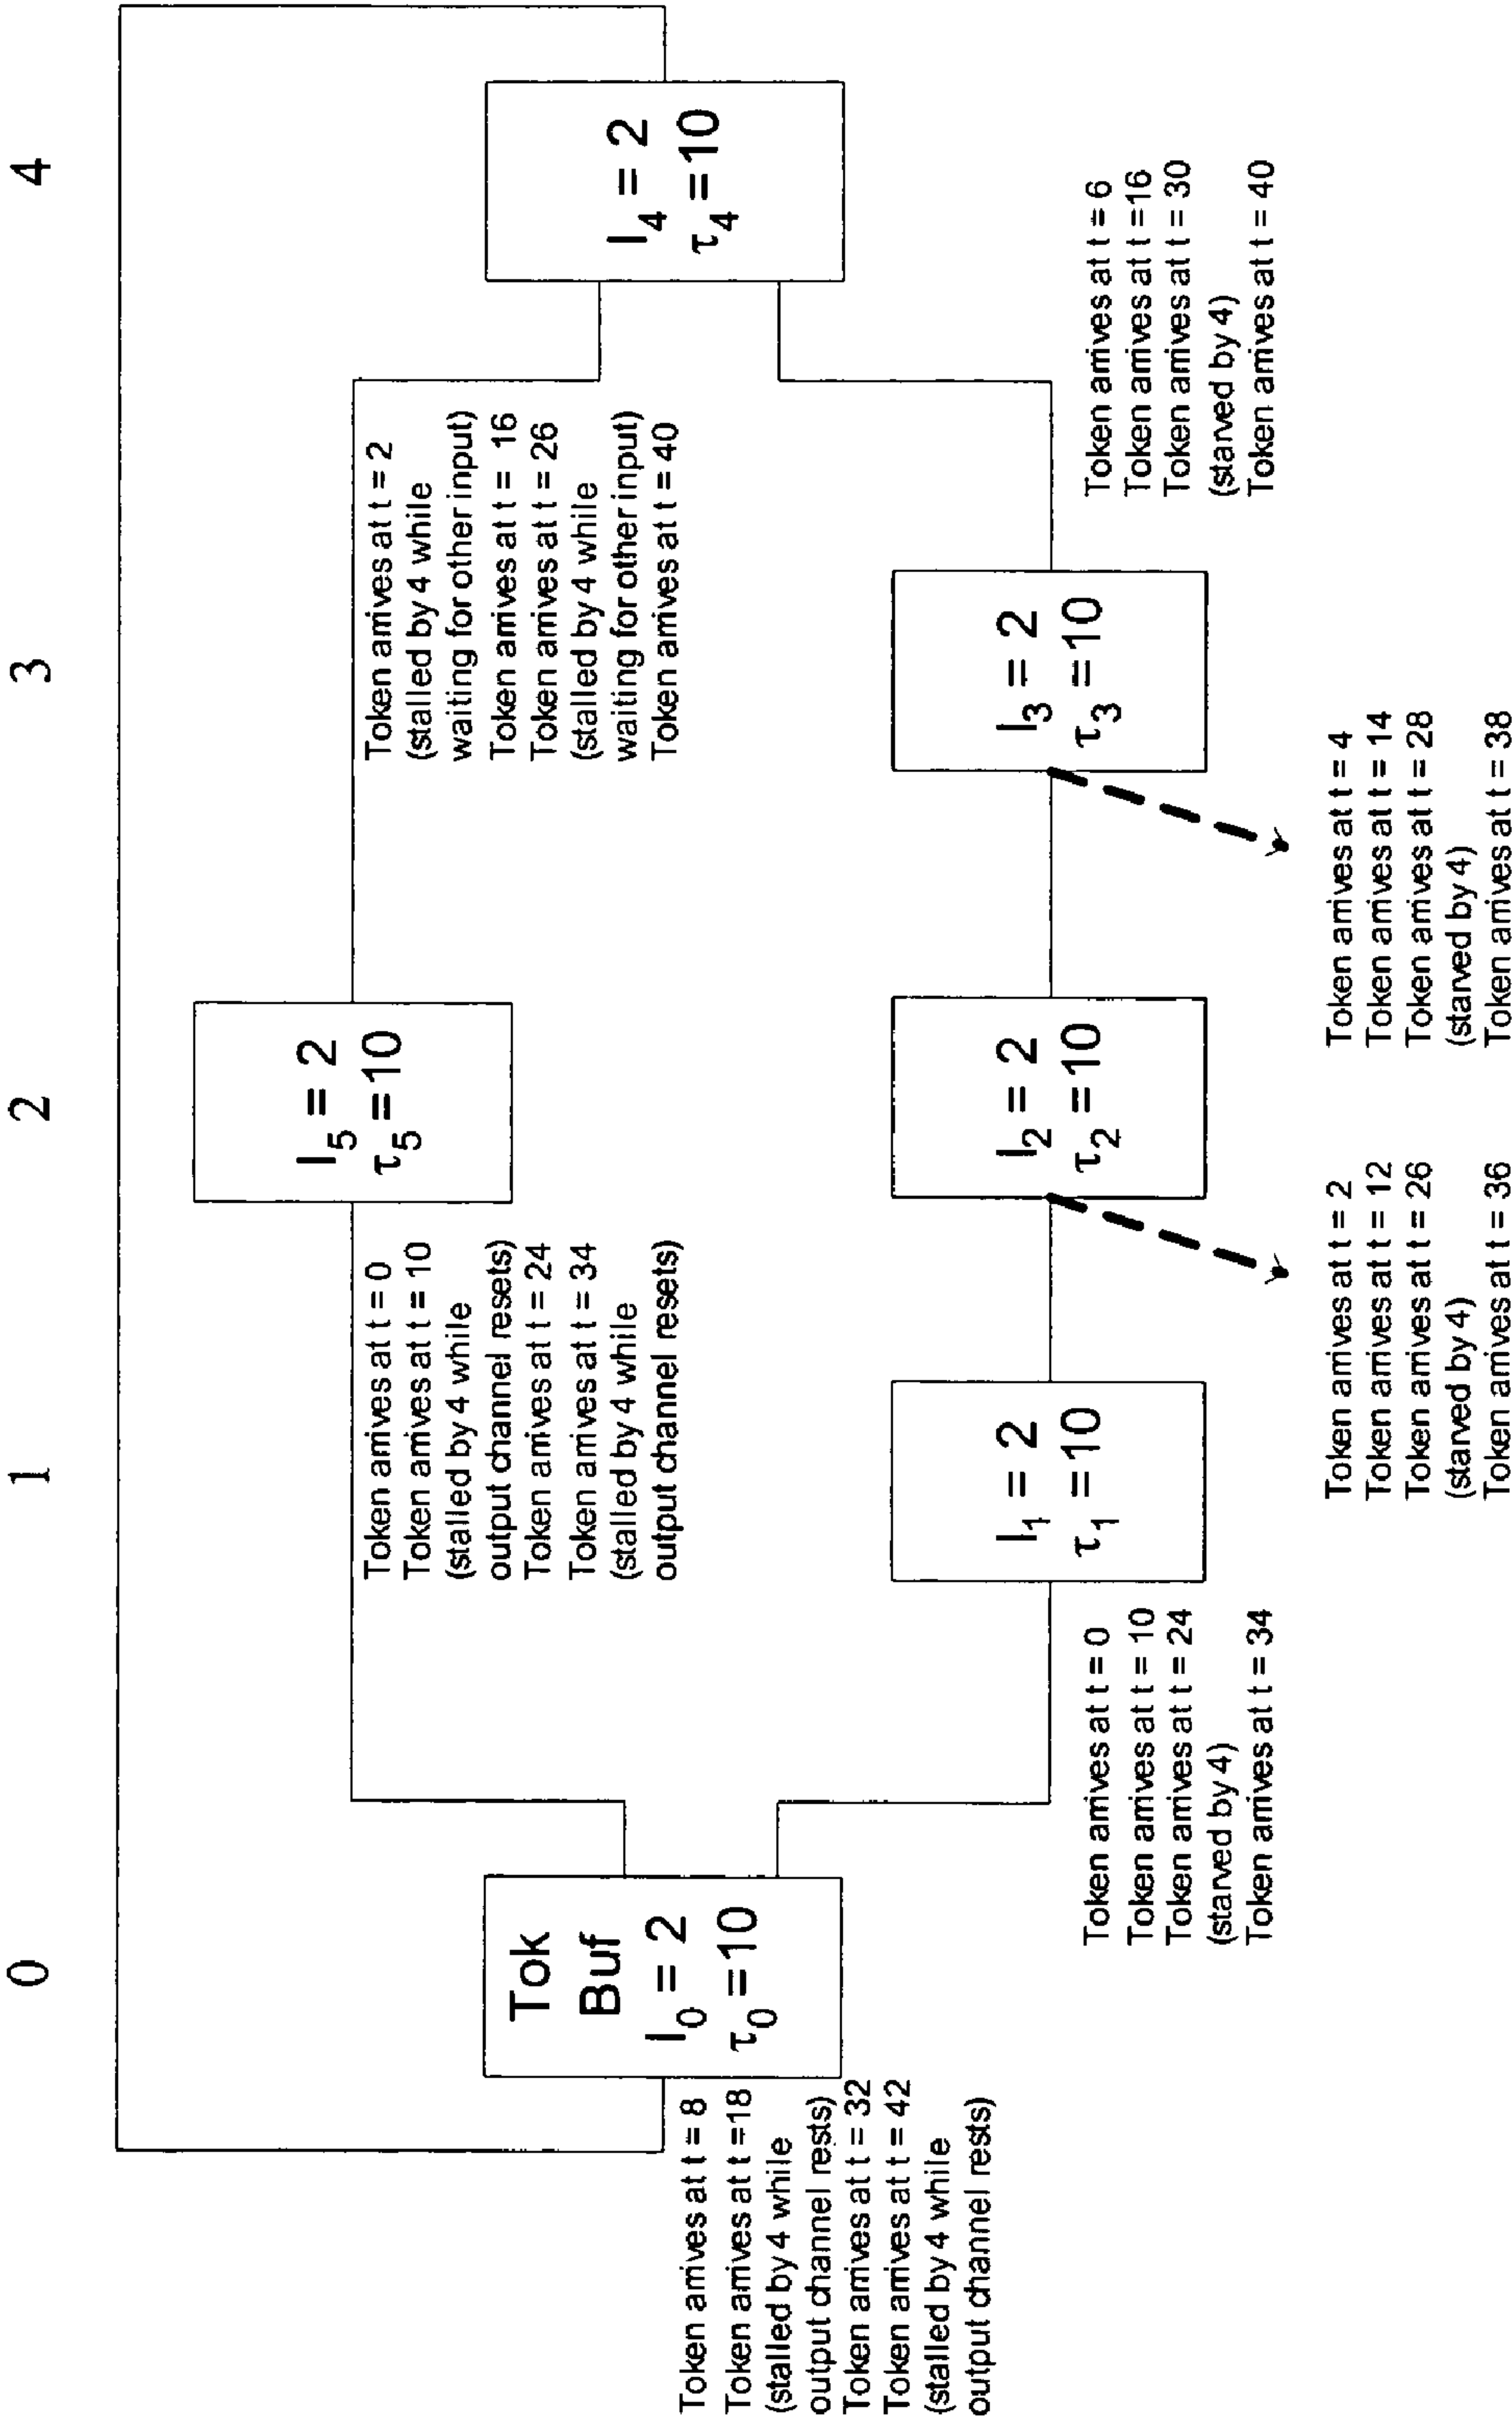 0 1 2 3 4
I5 = 2
τ5 =10
Token arrives at t = 0
Token arrives at t = 10
(stalled by 4 while
output channel resets)
Token arrives at t = 24
Token arrives at t = 34
(stalled by 4 while
output channel resets)
Token arrives at t = 2
(stalled by 4 while
waiting for other input)
Token arrives at t = 16
Token arrives at t = 26
(stalled by 4 while
waiting for other input)
Token arrives at t = 40
Tok
Buf
I0 = 2
τ0 =10
I4 = 2
τ4 =10
Token arrives at t = 8
Token arrives at t =18
(stalled by 4 while
output channel rests)
Token arrives at t = 32
Token arrives at t = 42
(stalled by 4 while
output channel rests)
I1 = 2
τ1 =10
I2 = 2
τ2 =10
I3 = 2
τ3 =10
Token arrives at t = 0
Token arrives at t = 10
Token arrives at t = 24
(starved by 4)
Token arrives at t = 34
Token arrives at t = 6
Token arrives at t =16
Token arrives at t = 30
(starved by 4)
Token arrives at t = 40
Token arrives at t = 2
Token arrives at t = 12
Token arrives at t = 26
(starved by 4)
Token arrives at t = 36
Token arrives at t = 4
Token arrives at t = 14
Token arrives at t = 28
(starved by 4)
Token arrives at t = 38